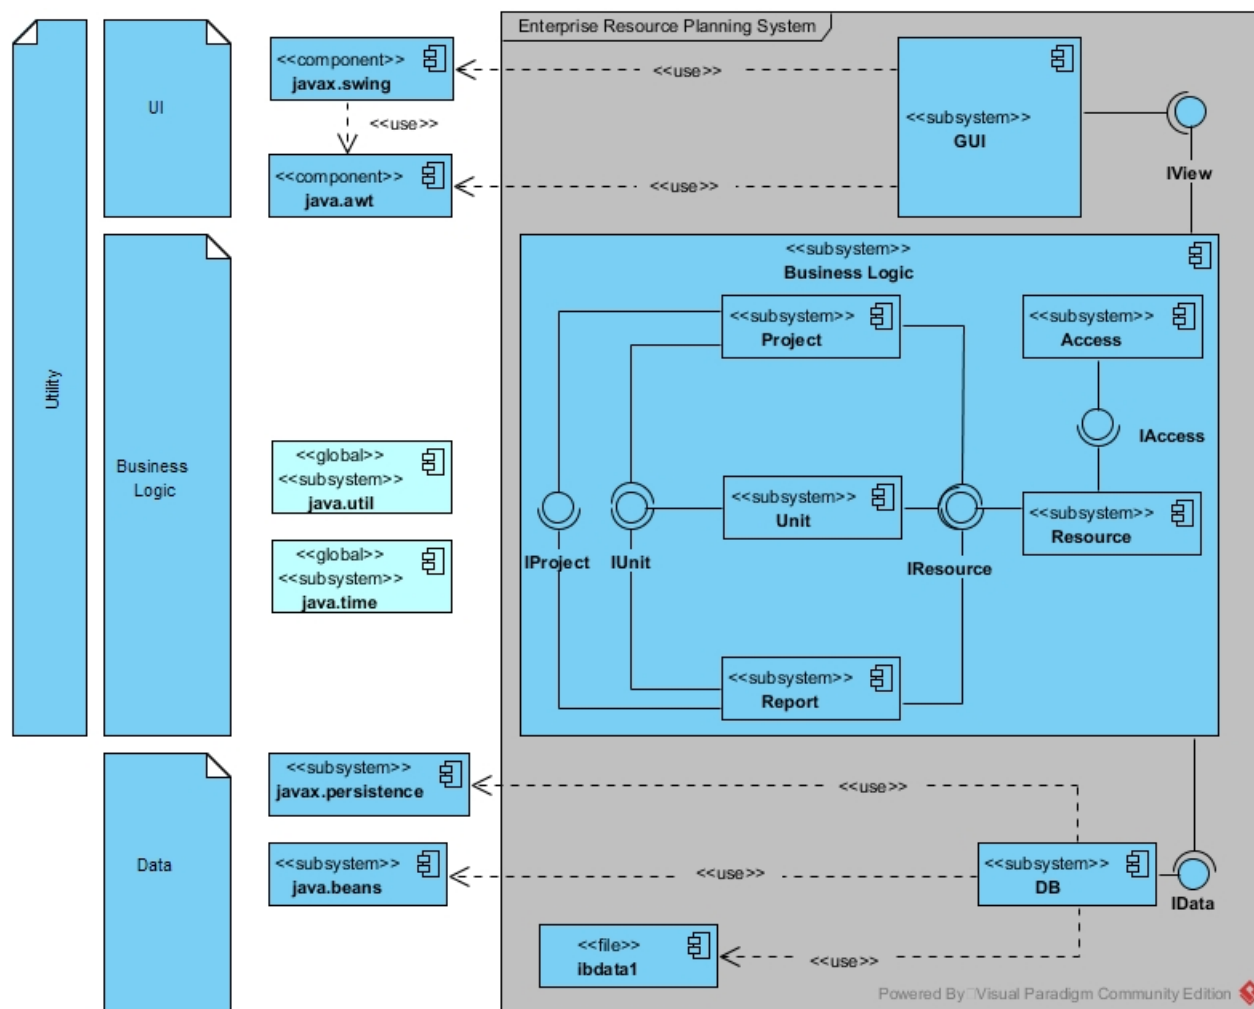 Enterprise Resource Planning System
Utility
UI
<<component>>
javax.swing
<<use>>
<<use>>
<<component>>
java.awt
<<use>>
<<subsystem>>
GUI
IView
Business
Logic
<<subsystem>>
Business Logic
<<subsystem>>
Project
<<subsystem>>
Access
IAccess
<<global>>
<<subsystem>>
java.util
<<subsystem>>
Unit
<<subsystem>>
Resource
IProject
IUnit
IResource
<<global>>
<<subsystem>>
java.time
<<subsystem>>
Report
Data
<<subsystem>>
javax.persistence
<<use>>
<<subsystem>>
java.beans
<<use>>
<<subsystem>>
DB
IData
<<file>>
ibdata1
<<use>>
Powered By Visual Paradigm Community Edition